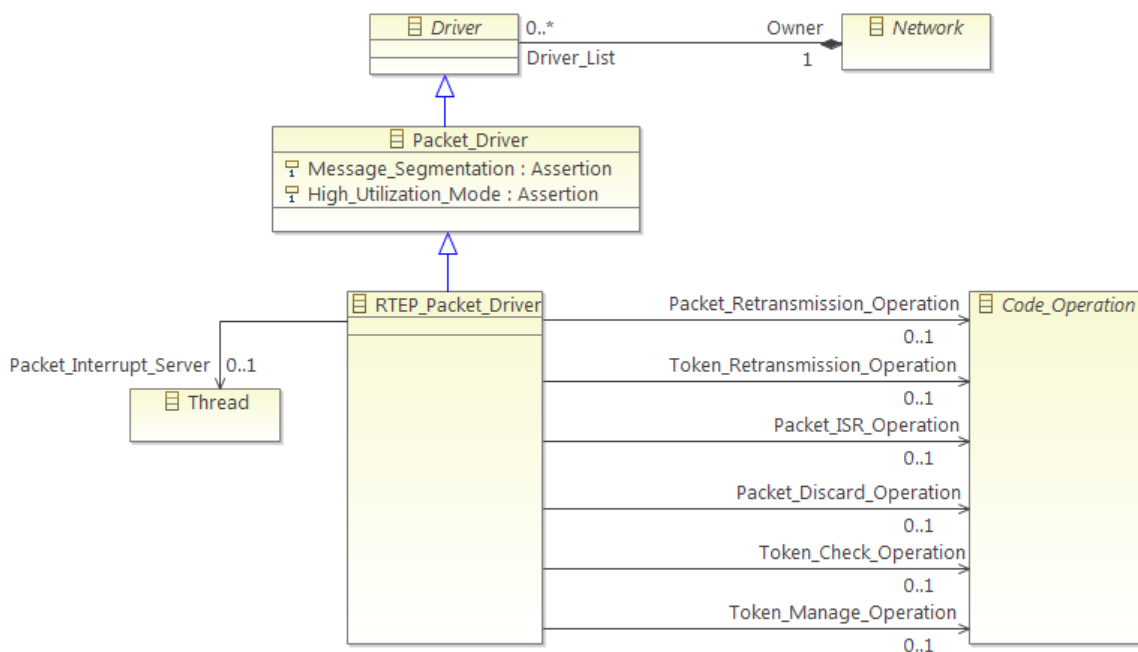 Driver
0..*
Driver_List
Owner
1
Network
Packet_Driver
Message_Segmentation : Assertion
High_Utilization_Mode : Assertion
RTEP_Packet_Driver
Packet_Interrupt_Server
0..1
Thread
Packet_Retransmission_Operation
0..1
Token_Retransmission_Operation
0..1
Packet_ISR_Operation
0..1
Packet_Discard_Operation
0..1
Token_Check_Operation
0..1
Token_Manage_Operation
0..1
Code_Operation